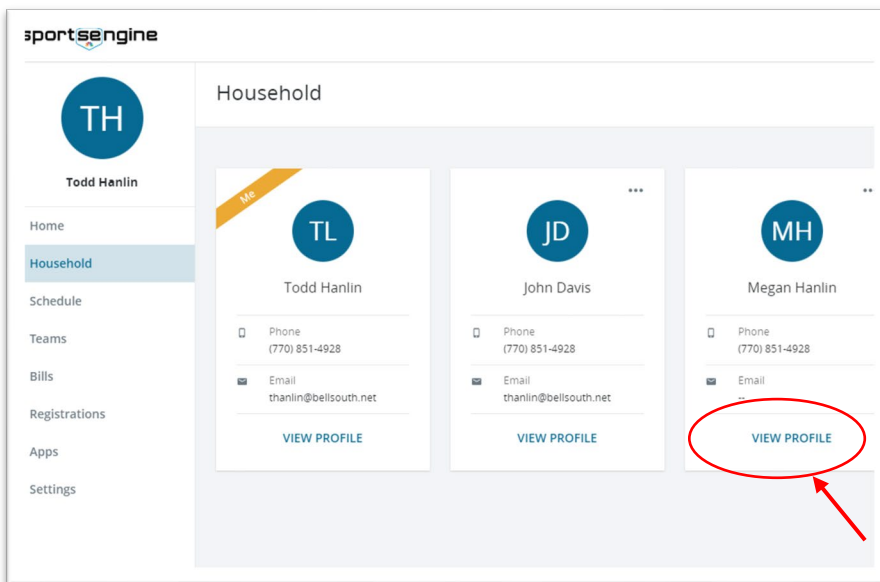 sportsengine
TH
Todd Hanlin
Home
Household
Schedule
Teams
Bills
Registrations
Apps
Settings
Household
Me
TL
Todd Hanlin
Phone
(770) 851-4928
Email
thanlin@bellsouth.net
VIEW PROFILE
...
JD
John Davis
Phone
(770) 851-4928
Email
thanlin@bellsouth.net
VIEW PROFILE
MH
Megan Hanlin
Phone
(770) 851-4928
Email
--
VIEW PROFILE